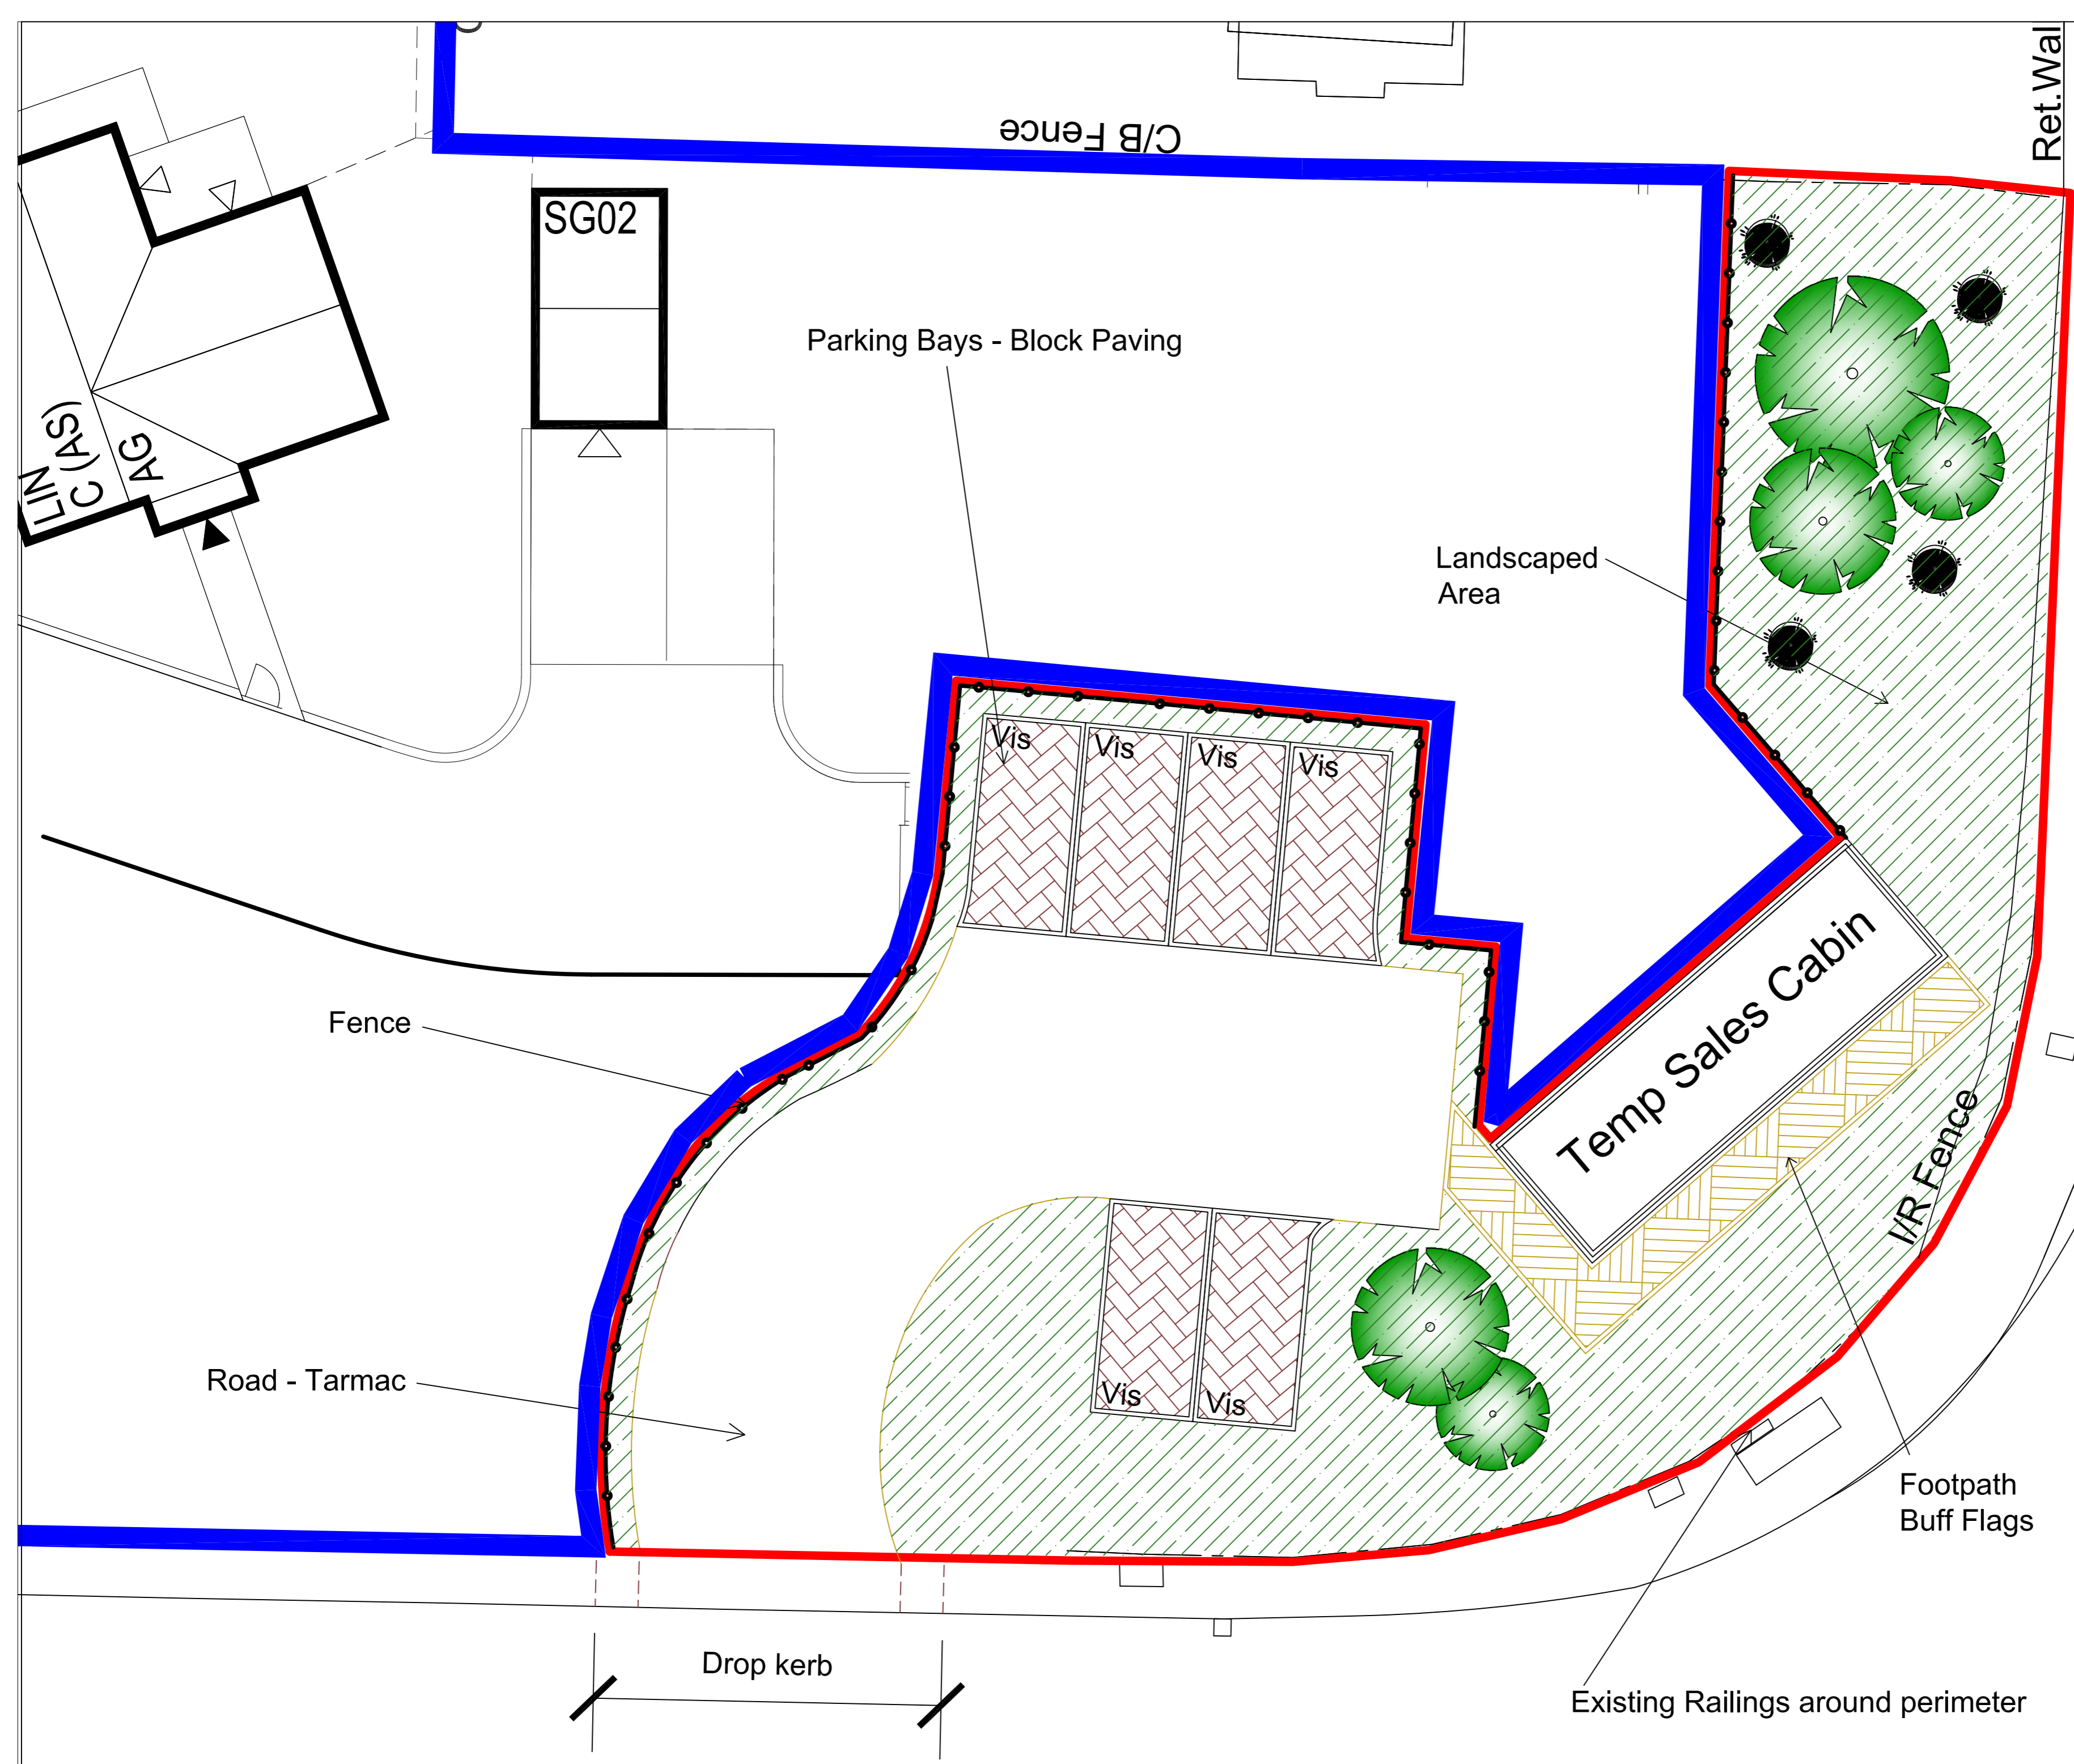 Ret.Wal
C/B Fence
SG02
Parking Bays - Block Paving
LIN
C (AS)
AG
Landscaped
Area
Vis
Vis
Vis
Vis
Temp Sales Cabin
Fence
I/R Fence
Road - Tarmac
Vis
Vis
Footpath
Buff Flags
Drop kerb
Existing Railings around perimeter